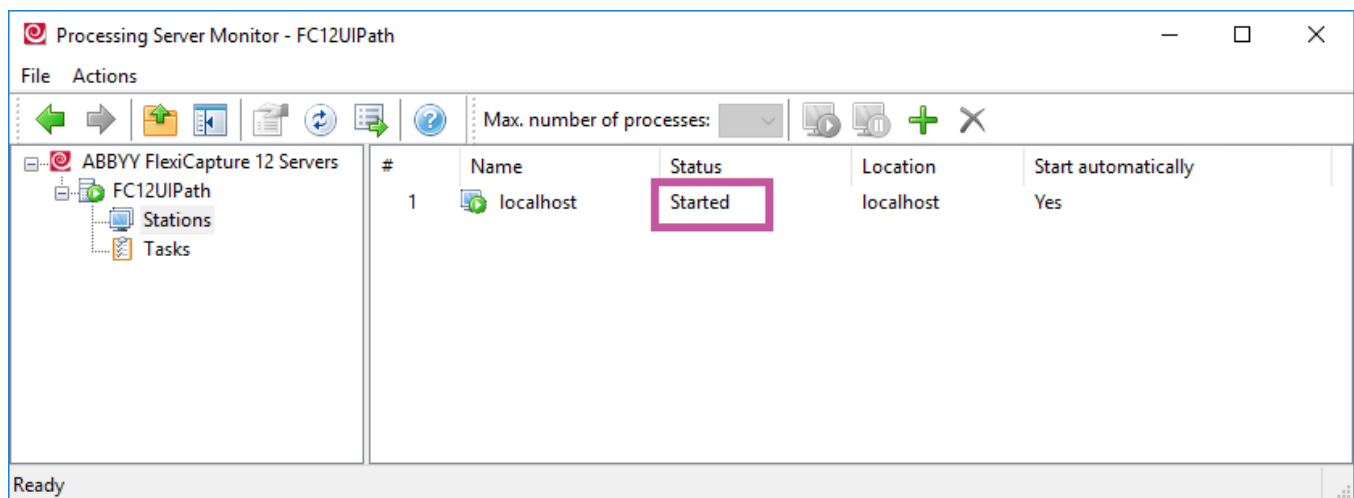 Processing Server Monitor - FC12UIPath
File Actions
Max. number of processes:
ABBYY FlexiCapture 12 Servers
FC12UIPath
Stations
Tasks
# Name Status Location Start automatically
1 localhost Started localhost Yes
Ready